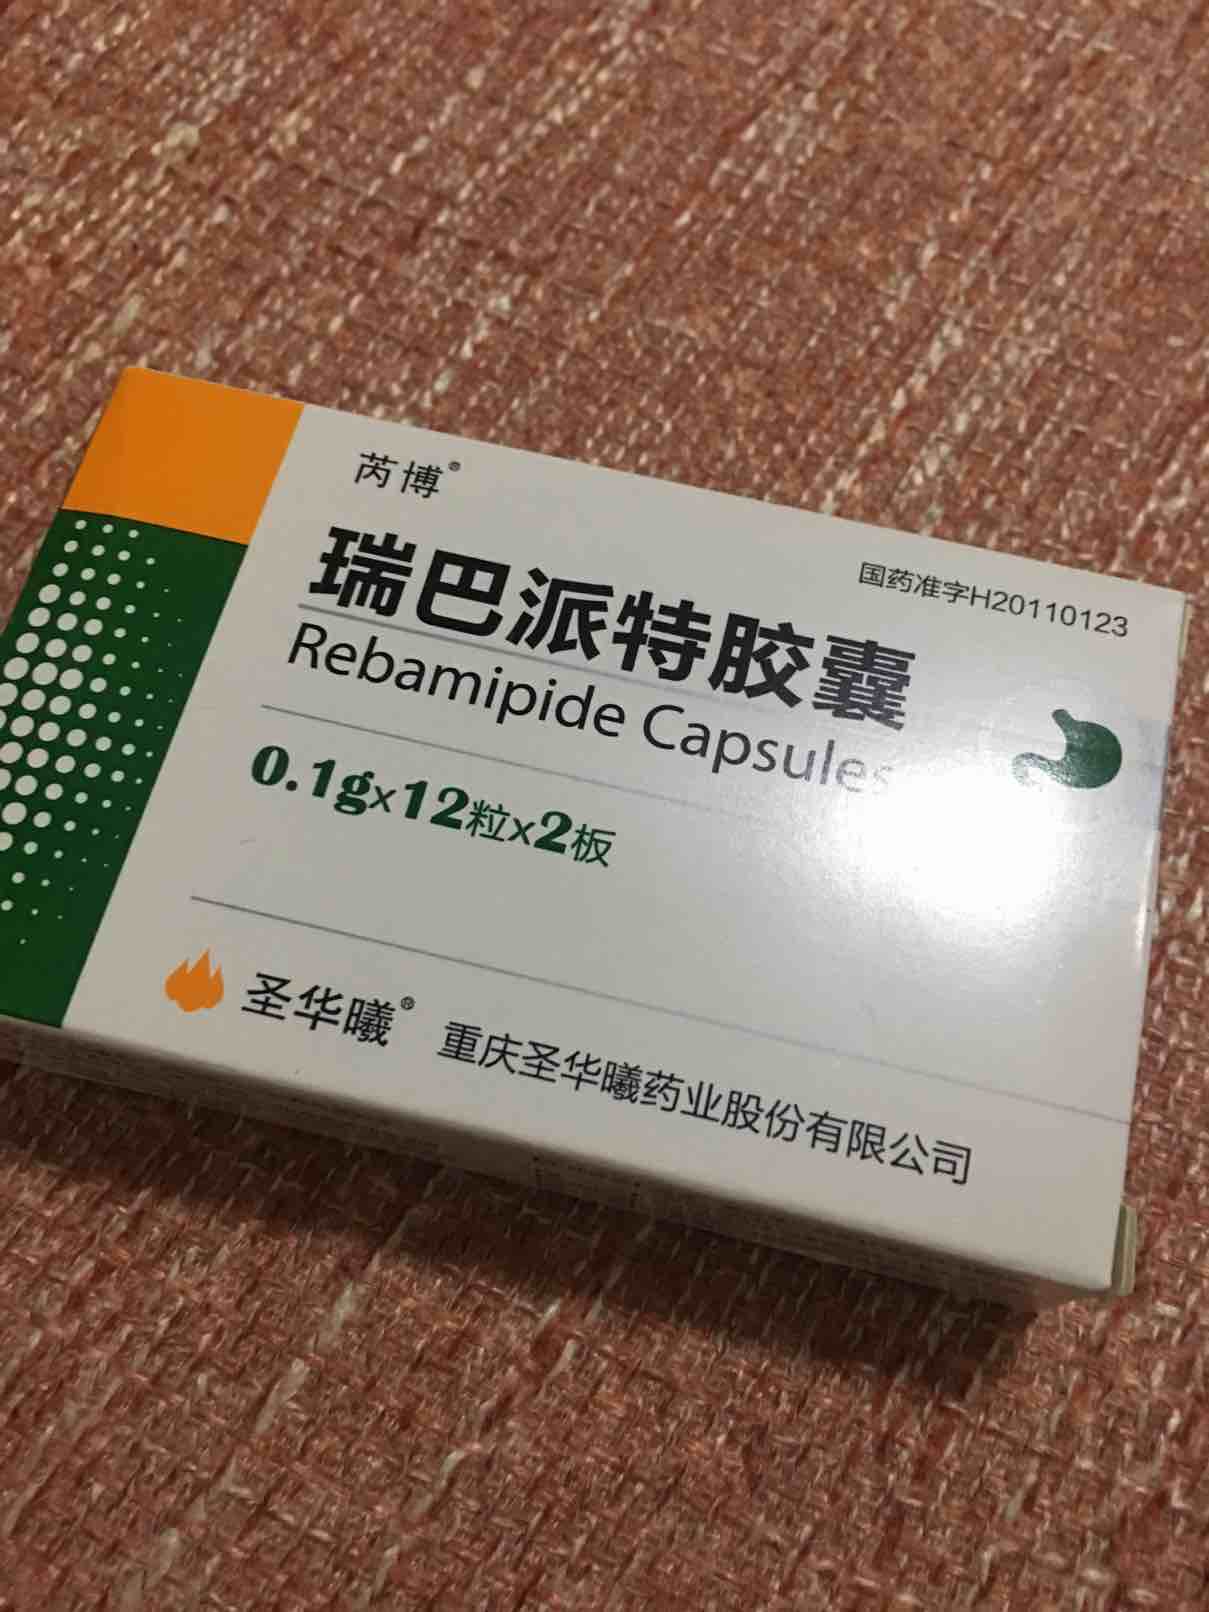 芮博®
国药准字H20110123
瑞巴派特胶囊
Rebamipide Capsules
0.1g×12粒×2板
圣华曦® 重庆圣华曦药业股份有限公司